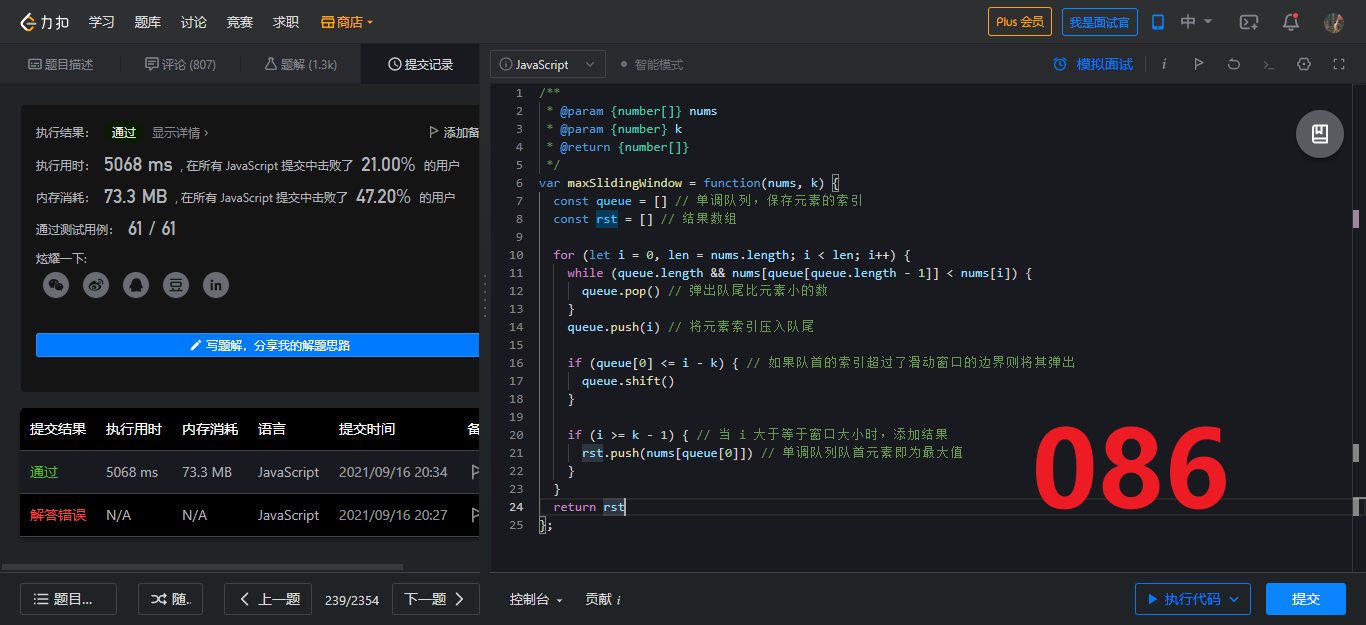 力扣 学习 题库 讨论 竞赛 求职 商店 Plus 会员 我是面试官 中
题目描述 评论 (807) 题解 (1.3k) 提交记录 JavaScript 智能模式 模拟面试
执行结果： 通过 显示详情 > 添加备
执行用时： 5068 ms , 在所有 JavaScript 提交中击败了 21.00% 的用户
内存消耗： 73.3 MB , 在所有 JavaScript 提交中击败了 47.20% 的用户
通过测试用例： 61 / 61
炫耀一下:
豆 in
写题解，分享我的解题思路
提交结果 执行用时 内存消耗 语言 提交时间 备
通过 5068 ms 73.3 MB JavaScript 2021/09/16 20:34
解答错误 N/A N/A JavaScript 2021/09/16 20:27
题目... 随. 上一题 239/2354 下一题
1 /**
2  * @param {number[]} nums
3  * @param {number} k
4  * @return {number[]}
5  */
6 var maxSlidingWindow = function(nums, k) {
7   const queue = [] // 单调队列，保存元素的索引
8   const rst = [] // 结果数组
9
10   for (let i = 0, len = nums.length; i < len; i++) {
11     while (queue.length && nums[queue[queue.length - 1]] < nums[i]) {
12       queue.pop() // 弹出队尾比元素小的数
13     }
14     queue.push(i) // 将元素索引压入队尾
15
16     if (queue[0] <= i - k) { // 如果队首的索引超过了滑动窗口的边界则将其弹出
17       queue.shift()
18     }
19
20     if (i >= k - 1) { // 当 i 大于等于窗口大小时，添加结果
21       rst.push(nums[queue[0]]) // 单调队列队首元素即为最大值
22     }
23   }
24   return rst
25 };
086
控制台 贡献 i 执行代码 提交